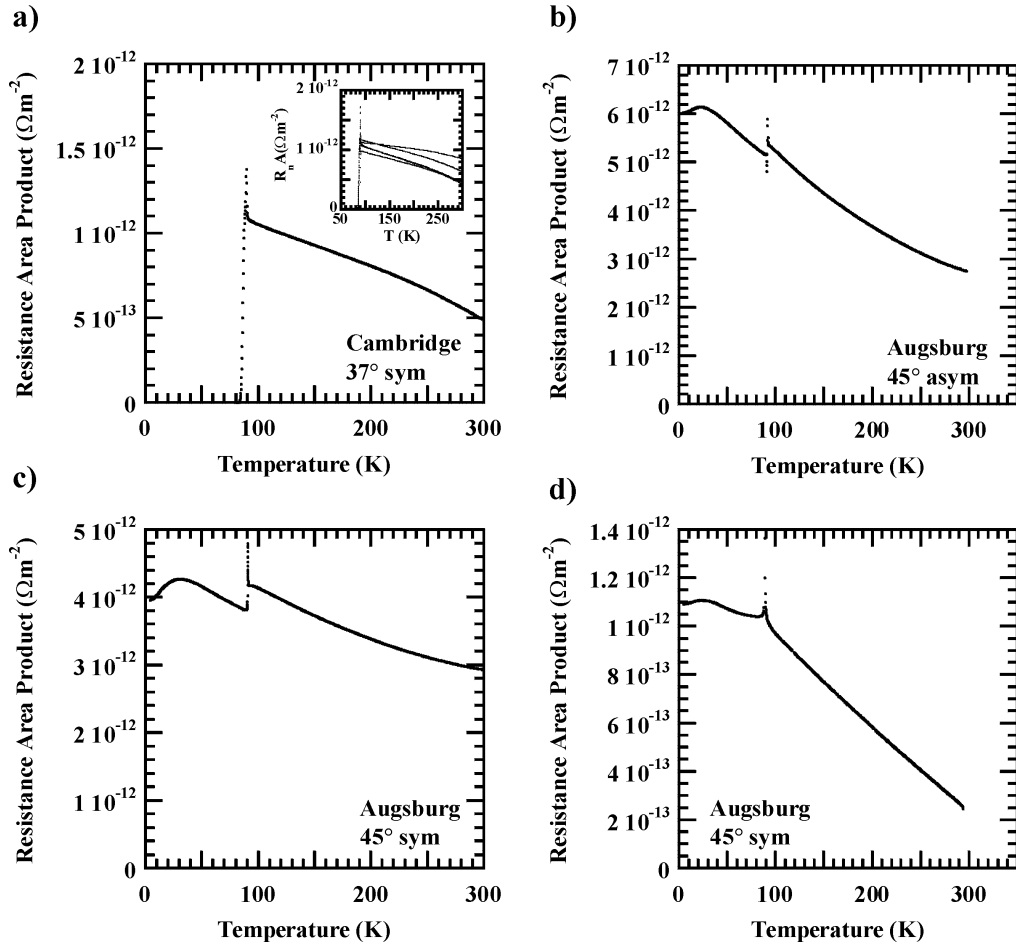 a)
Resistance Area Product (Ωm⁻²)
2 10⁻¹²
1.5 10⁻¹²
1 10⁻¹²
5 10⁻¹³
0
0 100 200 300
Temperature (K)
Cambridge
37° sym
RₙA(Ωm⁻²)
2 10⁻¹²
1 10⁻¹²
0
50 150 250
T (K)
b)
Resistance Area Product (Ωm⁻²)
7 10⁻¹²
6 10⁻¹²
5 10⁻¹²
4 10⁻¹²
3 10⁻¹²
2 10⁻¹²
1 10⁻¹²
0
0 100 200 300
Temperature (K)
Augsburg
45° asym
c)
Resistance Area Product (Ωm⁻²)
5 10⁻¹²
4 10⁻¹²
3 10⁻¹²
2 10⁻¹²
1 10⁻¹²
0
0 100 200 300
Temperature (K)
Augsburg
45° sym
d)
Resistance Area Product (Ωm⁻²)
1.4 10⁻¹²
1.2 10⁻¹²
1 10⁻¹²
8 10⁻¹³
6 10⁻¹³
4 10⁻¹³
2 10⁻¹³
0
0 100 200 300
Temperature (K)
Augsburg
45° sym